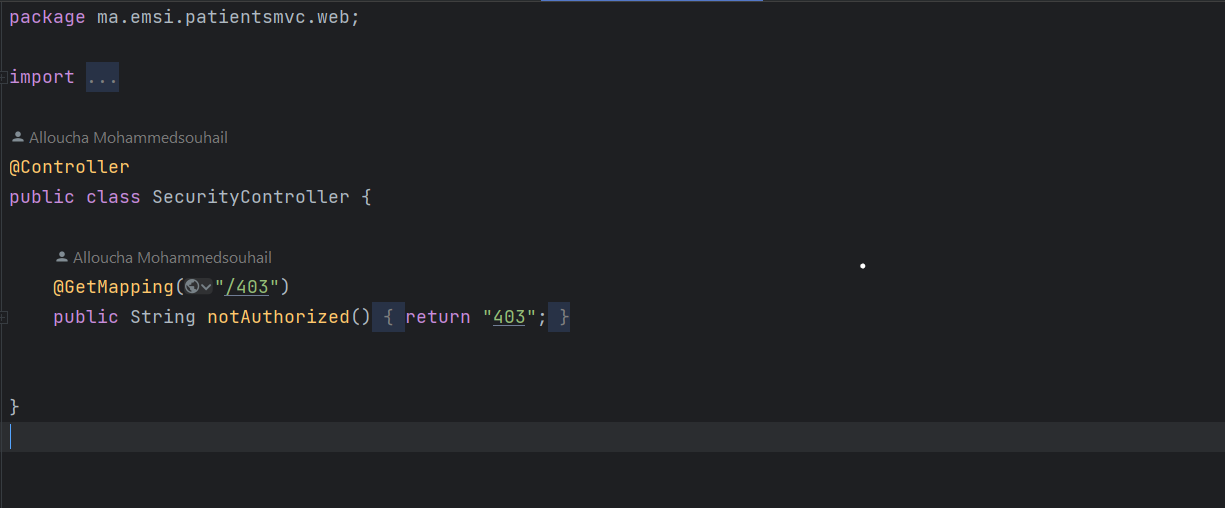 package ma.emsi.patientsmvc.web;
import ...
Alloucha Mohammedsouhail
@Controller
public class SecurityController {
Alloucha Mohammedsouhail
@GetMapping("/403")
public String notAuthorized() { return "403"; }
}